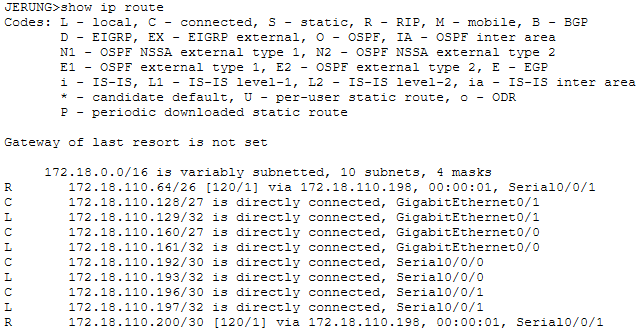 JERUNG>show ip route
Codes: L - local, C - connected, S - static, R - RIP, M - mobile, B - BGP
       D - EIGRP, EX - EIGRP external, O - OSPF, IA - OSPF inter area
       N1 - OSPF NSSA external type 1, N2 - OSPF NSSA external type 2
       E1 - OSPF external type 1, E2 - OSPF external type 2, E - EGP
       i - IS-IS, L1 - IS-IS level-1, L2 - IS-IS level-2, ia - IS-IS inter area
       * - candidate default, U - per-user static route, o - ODR
       P - periodic downloaded static route

Gateway of last resort is not set

     172.18.0.0/16 is variably subnetted, 10 subnets, 4 masks
R       172.18.110.64/26 [120/1] via 172.18.110.198, 00:00:01, Serial0/0/1
C       172.18.110.128/27 is directly connected, GigabitEthernet0/1
L       172.18.110.129/32 is directly connected, GigabitEthernet0/1
C       172.18.110.160/27 is directly connected, GigabitEthernet0/0
L       172.18.110.161/32 is directly connected, GigabitEthernet0/0
C       172.18.110.192/30 is directly connected, Serial0/0/0
L       172.18.110.193/32 is directly connected, Serial0/0/0
C       172.18.110.196/30 is directly connected, Serial0/0/1
L       172.18.110.197/32 is directly connected, Serial0/0/1
R       172.18.110.200/30 [120/1] via 172.18.110.198, 00:00:01, Serial0/0/1